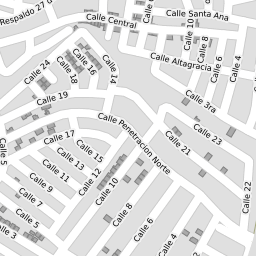 Respaldo 27 d
Calle Santa Ana
Calle Central
Calle 6
Calle 10
Calle 8
Calle 6
Calle 4
Calle Altagracia
Calle 16
Calle 14
Calle 18
Calle 24
Calle 19
Calle 3ra
Calle Penetracion Norte
Calle 23
Calle 21
Calle 17
Calle 15
Calle 13
Calle 11
Calle 12
Calle 10
Calle 9
Calle 7
Calle 5
Calle 5
Calle 3
Calle 8
Calle 6
Calle 4
Calle 22